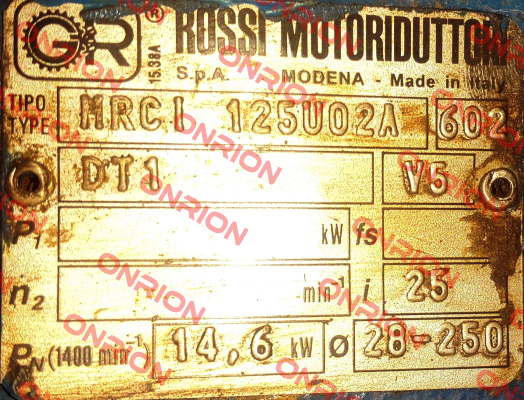 GR ® 15.38A ROSSI MOTORIDUTTORI
S.p.A. MODENA - Made in Italy
TIPO
TYPE MRCI 125U02A 602
DT1 V5
P1 kW fs
n2 min-1 i 25
PN (1400 min-1) 14,6 kW ø 28-250
ONRION